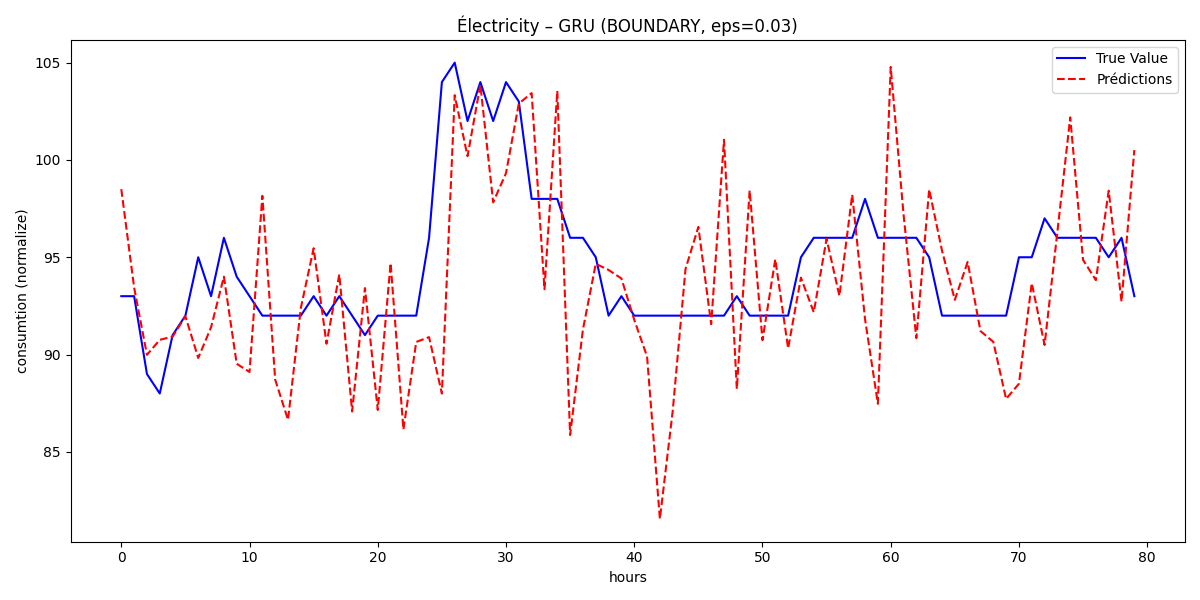 Électricity – GRU (BOUNDARY, eps=0.03)
True Value
Prédictions
consumtion (normalize)
105
100
95
90
85
0 10 20 30 40 50 60 70 80
hours